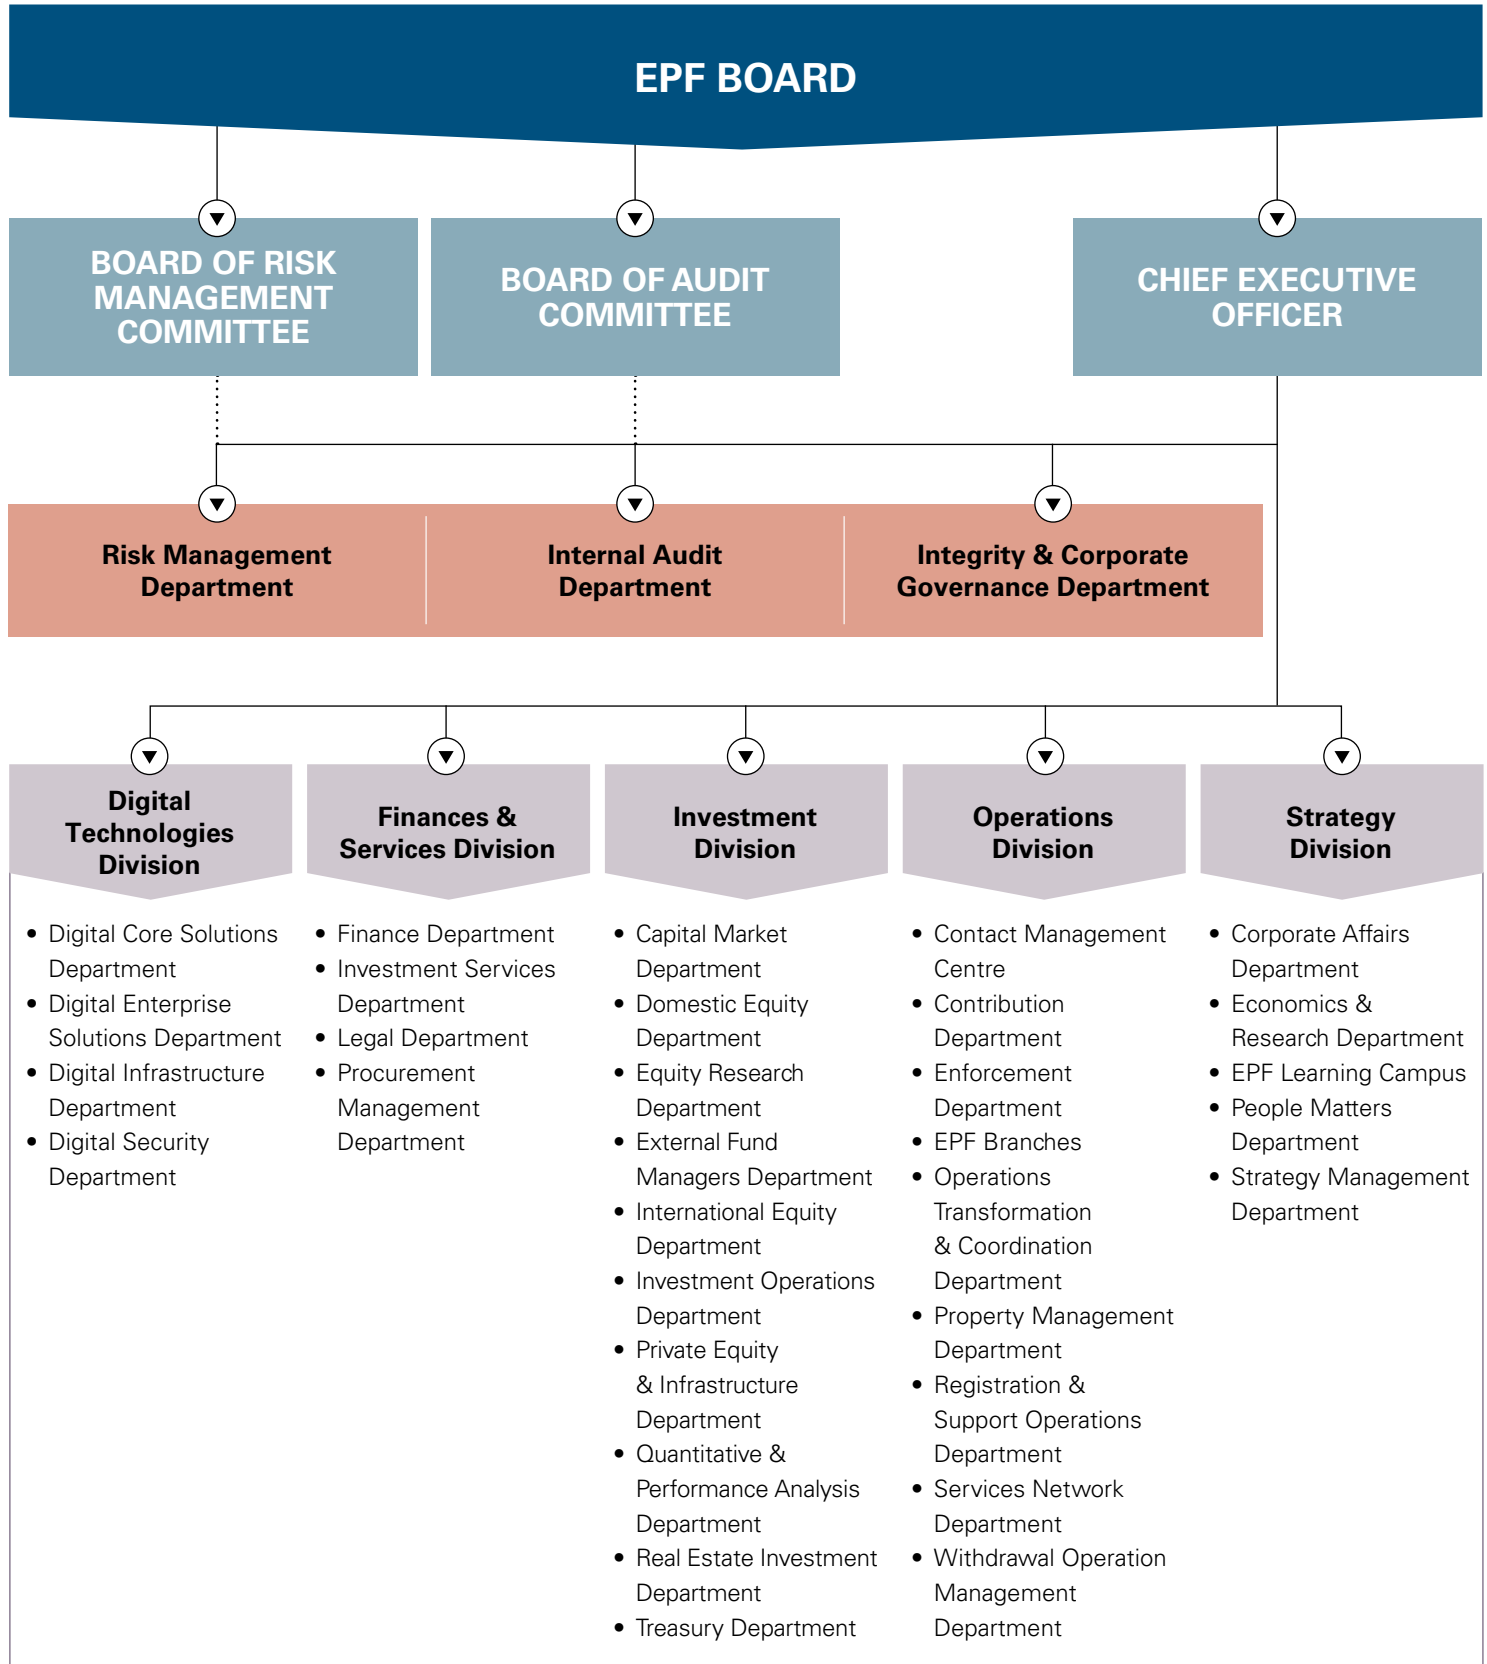 EPF BOARD
BOARD OF RISK
MANAGEMENT
COMMITTEE
BOARD OF AUDIT
COMMITTEE
CHIEF EXECUTIVE
OFFICER
Risk Management
Department
Internal Audit
Department
Integrity & Corporate
Governance Department
Digital
Technologies
Division
• Digital Core Solutions
Department
• Digital Enterprise
Solutions Department
• Digital Infrastructure
Department
• Digital Security
Department
Finances &
Services Division
• Finance Department
• Investment Services
Department
• Legal Department
• Procurement
Management
Department
Investment
Division
• Capital Market
Department
• Domestic Equity
Department
• Equity Research
Department
• External Fund
Managers Department
• International Equity
Department
• Investment Operations
Department
• Private Equity
& Infrastructure
Department
• Quantitative &
Performance Analysis
Department
• Real Estate Investment
Department
• Treasury Department
Operations
Division
• Contact Management
Centre
• Contribution
Department
• Enforcement
Department
• EPF Branches
• Operations
Transformation
& Coordination
Department
• Property Management
Department
• Registration &
Support Operations
Department
• Services Network
Department
• Withdrawal Operation
Management
Department
Strategy
Division
• Corporate Affairs
Department
• Economics &
Research Department
• EPF Learning Campus
• People Matters
Department
• Strategy Management
Department